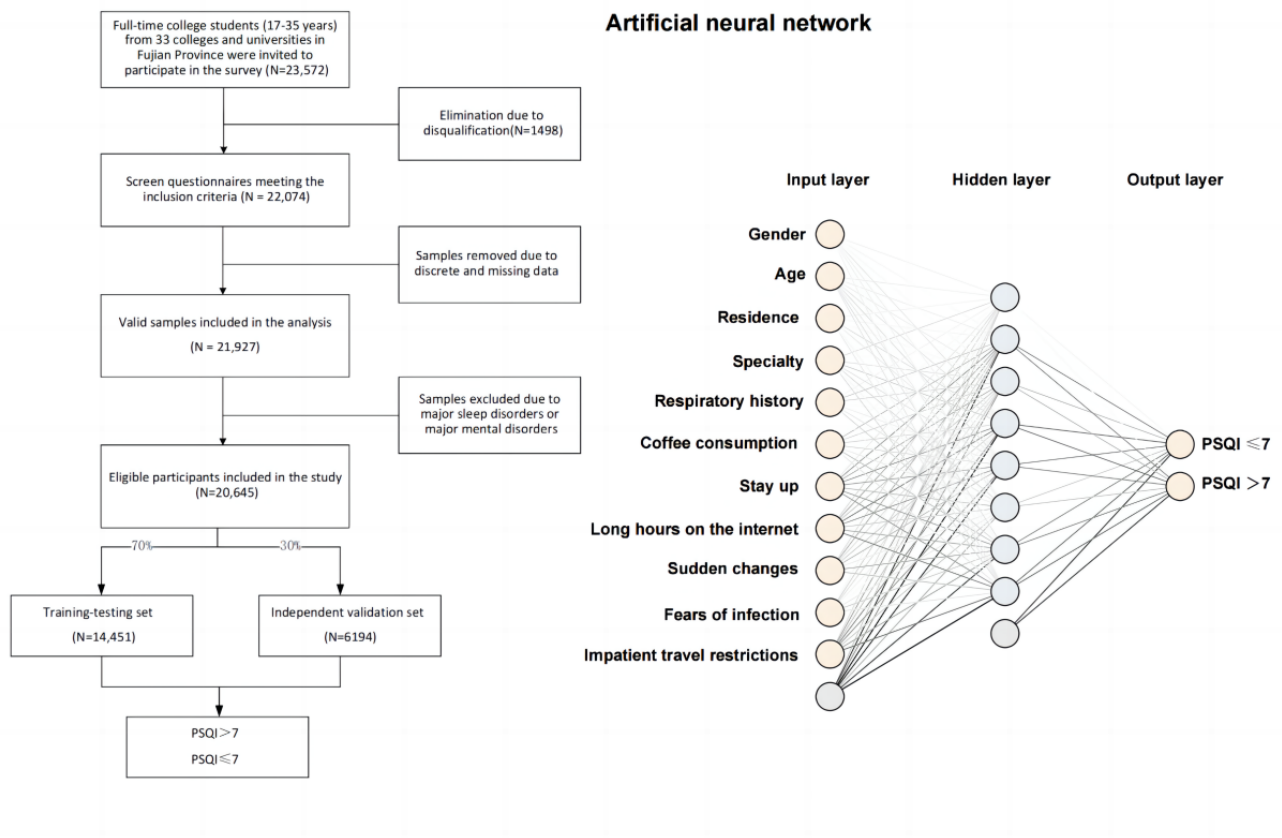 Full-time college students (17-35 years)
from 33 colleges and universities in
Fujian Province were invited to
participate in the survey (N=23,572)
Elimination due to
disqualification(N=1498)
Screen questionnaires meeting the
inclusion criteria (N = 22,074)
Samples removed due to
discrete and missing data
Valid samples included in the analysis
(N = 21,927)
Samples excluded due to
major sleep disorders or
major mental disorders
Eligible participants included in the study
(N=20,645)
70%
30%
Training-testing set
(N=14,451)
Independent validation set
(N=6194)
PSQI>7
PSQI⩽7
Artificial neural network
Input layer
Hidden layer
Output layer
Gender
Age
Residence
Specialty
Respiratory history
Coffee consumption
Stay up
Long hours on the internet
Sudden changes
Fears of infection
Impatient travel restrictions
PSQI ⩽7
PSQI >7